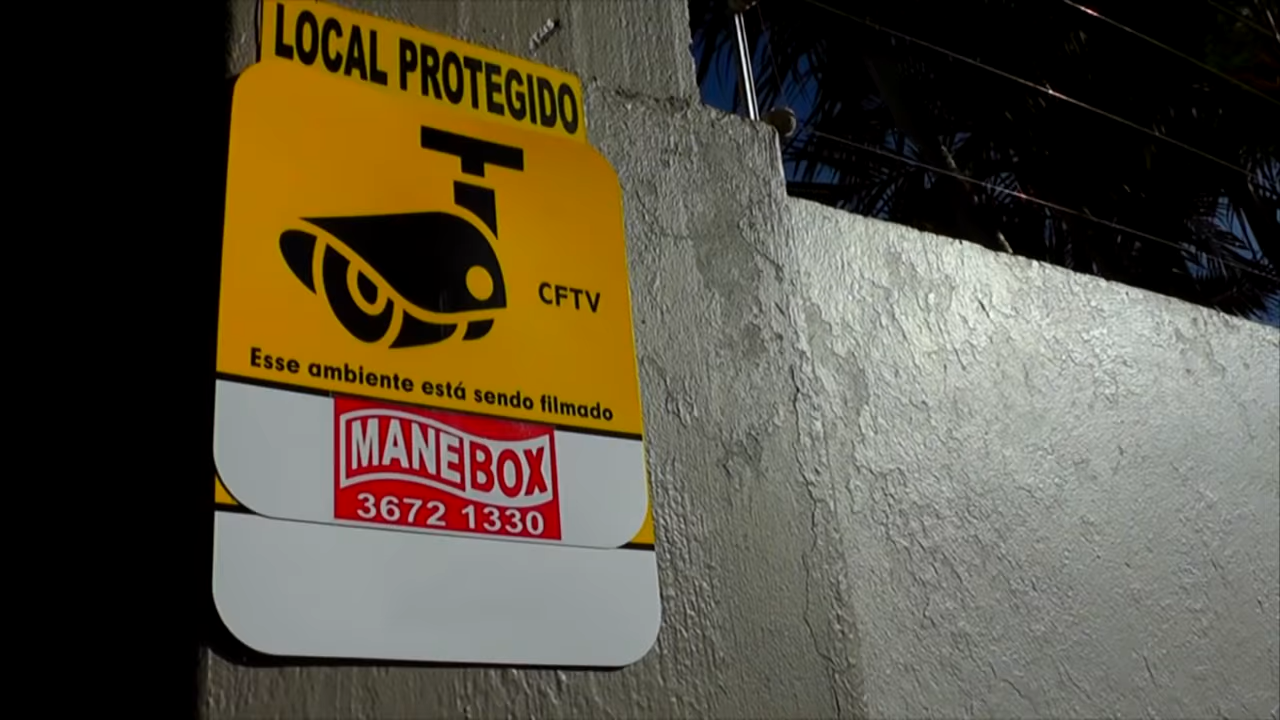 LOCAL PROTEGIDO
CFTV
Esse ambiente está sendo filmado
MANEBOX
3672 1330